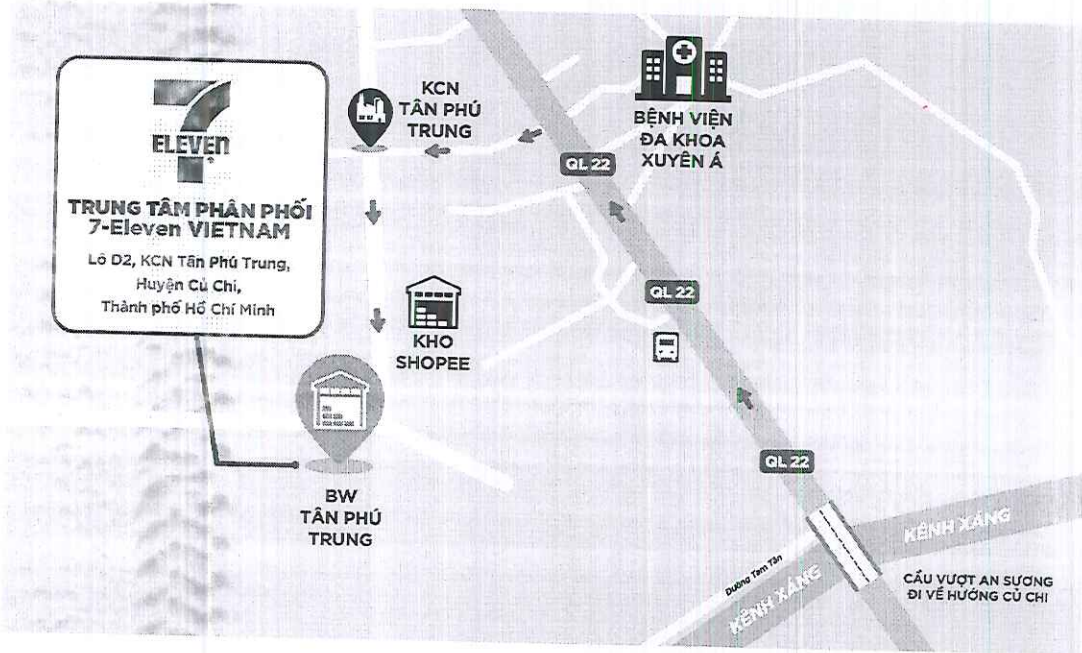 7
ELEVEn
TRUNG TÂM PHÂN PHỐI
7-Eleven VIETNAM
Lô D2, KCN Tân Phú Trung,
Huyện Củ Chi,
Thành phố Hồ Chí Minh
KCN
TÂN PHÚ
TRUNG
BỆNH VIỆN
ĐA KHOA
XUYÊN Á
QL 22
QL 22
KHO
SHOPEE
QL 22
BW
TÂN PHÚ
TRUNG
KÊNH XÁNG
Đường Tam Tân
KÊNH XÁNG
CẦU VƯỢT AN SƯƠNG
ĐI VỀ HƯỚNG CỦ CHI